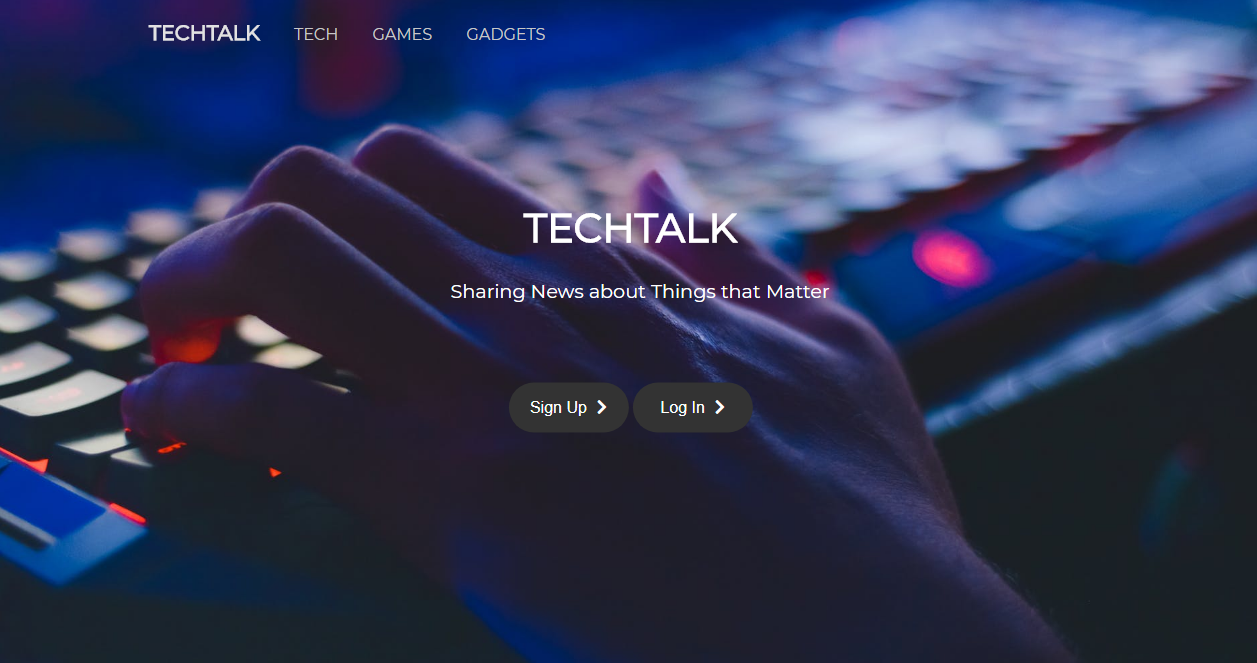 TECHTALK TECH GAMES GADGETS
TECHTALK
Sharing News about Things that Matter
Sign Up Log In